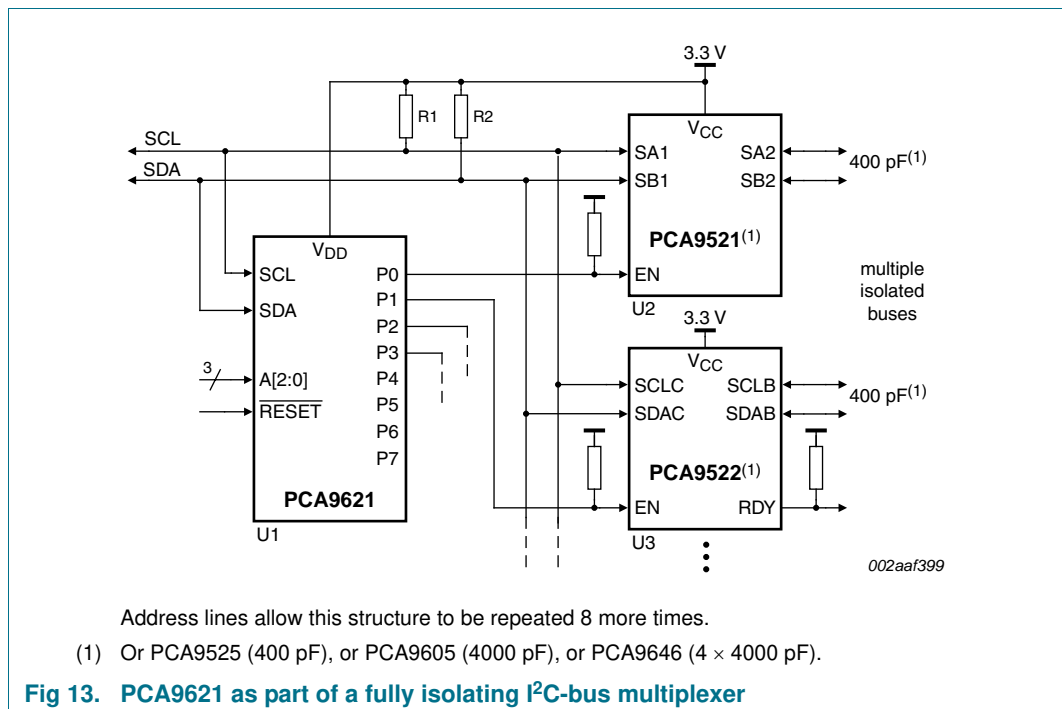 3.3 V
R1
R2
SCL
SDA
VCC
SA1
SA2
SB1
SB2
400 pF(1)
PCA9521(1)
EN
U2
VDD
SCL
SDA
A[2:0]
3
RESET
P0
P1
P2
P3
P4
P5
P6
P7
PCA9621
U1
multiple
isolated
buses
3.3 V
VCC
SCLC
SCLB
SDAC
SDAB
400 pF(1)
PCA9522(1)
EN
RDY
U3
002aaf399
Address lines allow this structure to be repeated 8 more times.
(1) Or PCA9525 (400 pF), or PCA9605 (4000 pF), or PCA9646 (4 × 4000 pF).
Fig 13. PCA9621 as part of a fully isolating I2C-bus multiplexer